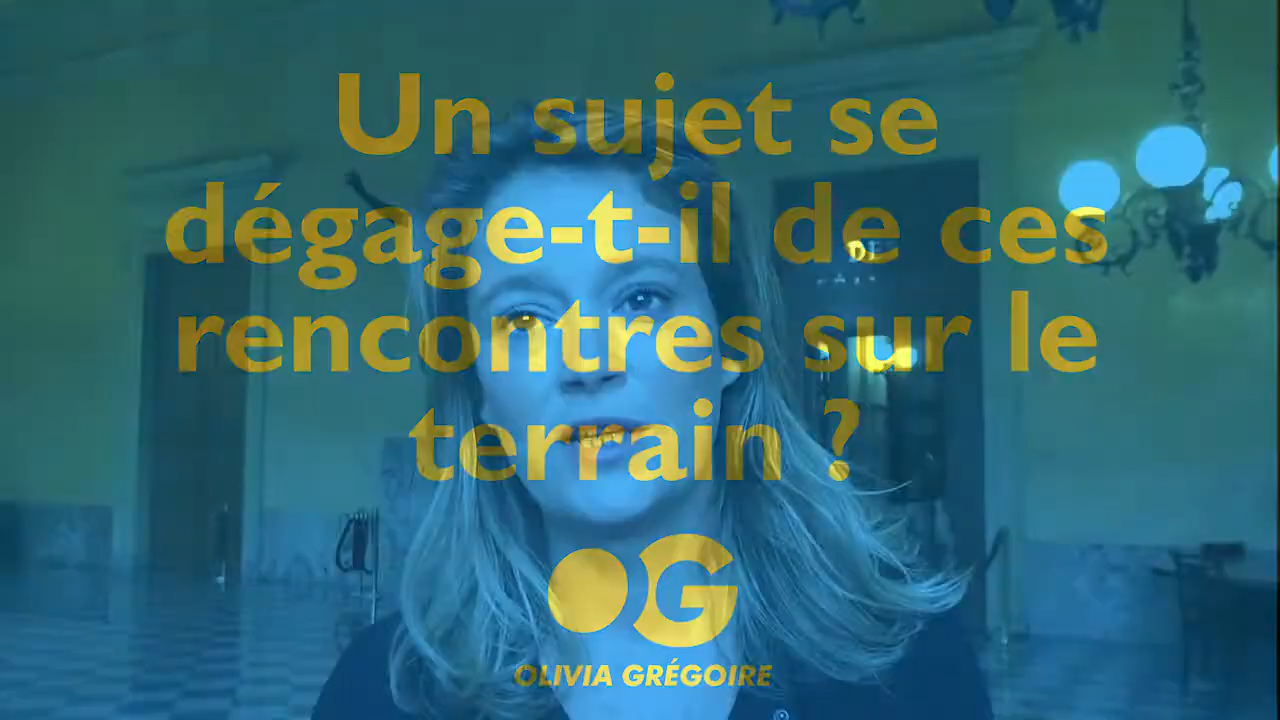 Un sujet se
dégage-t-il de ces
rencontres sur le
terrain ?
OG
OLIVIA GRÉGOIRE